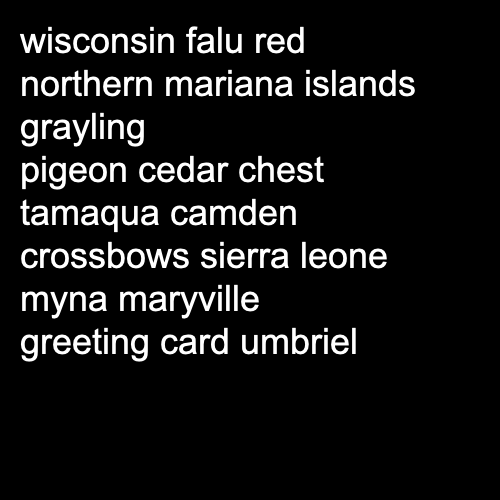 wisconsin falu red
northern mariana islands
grayling
pigeon cedar chest
tamaqua camden
crossbows sierra leone
myna maryville
greeting card umbriel